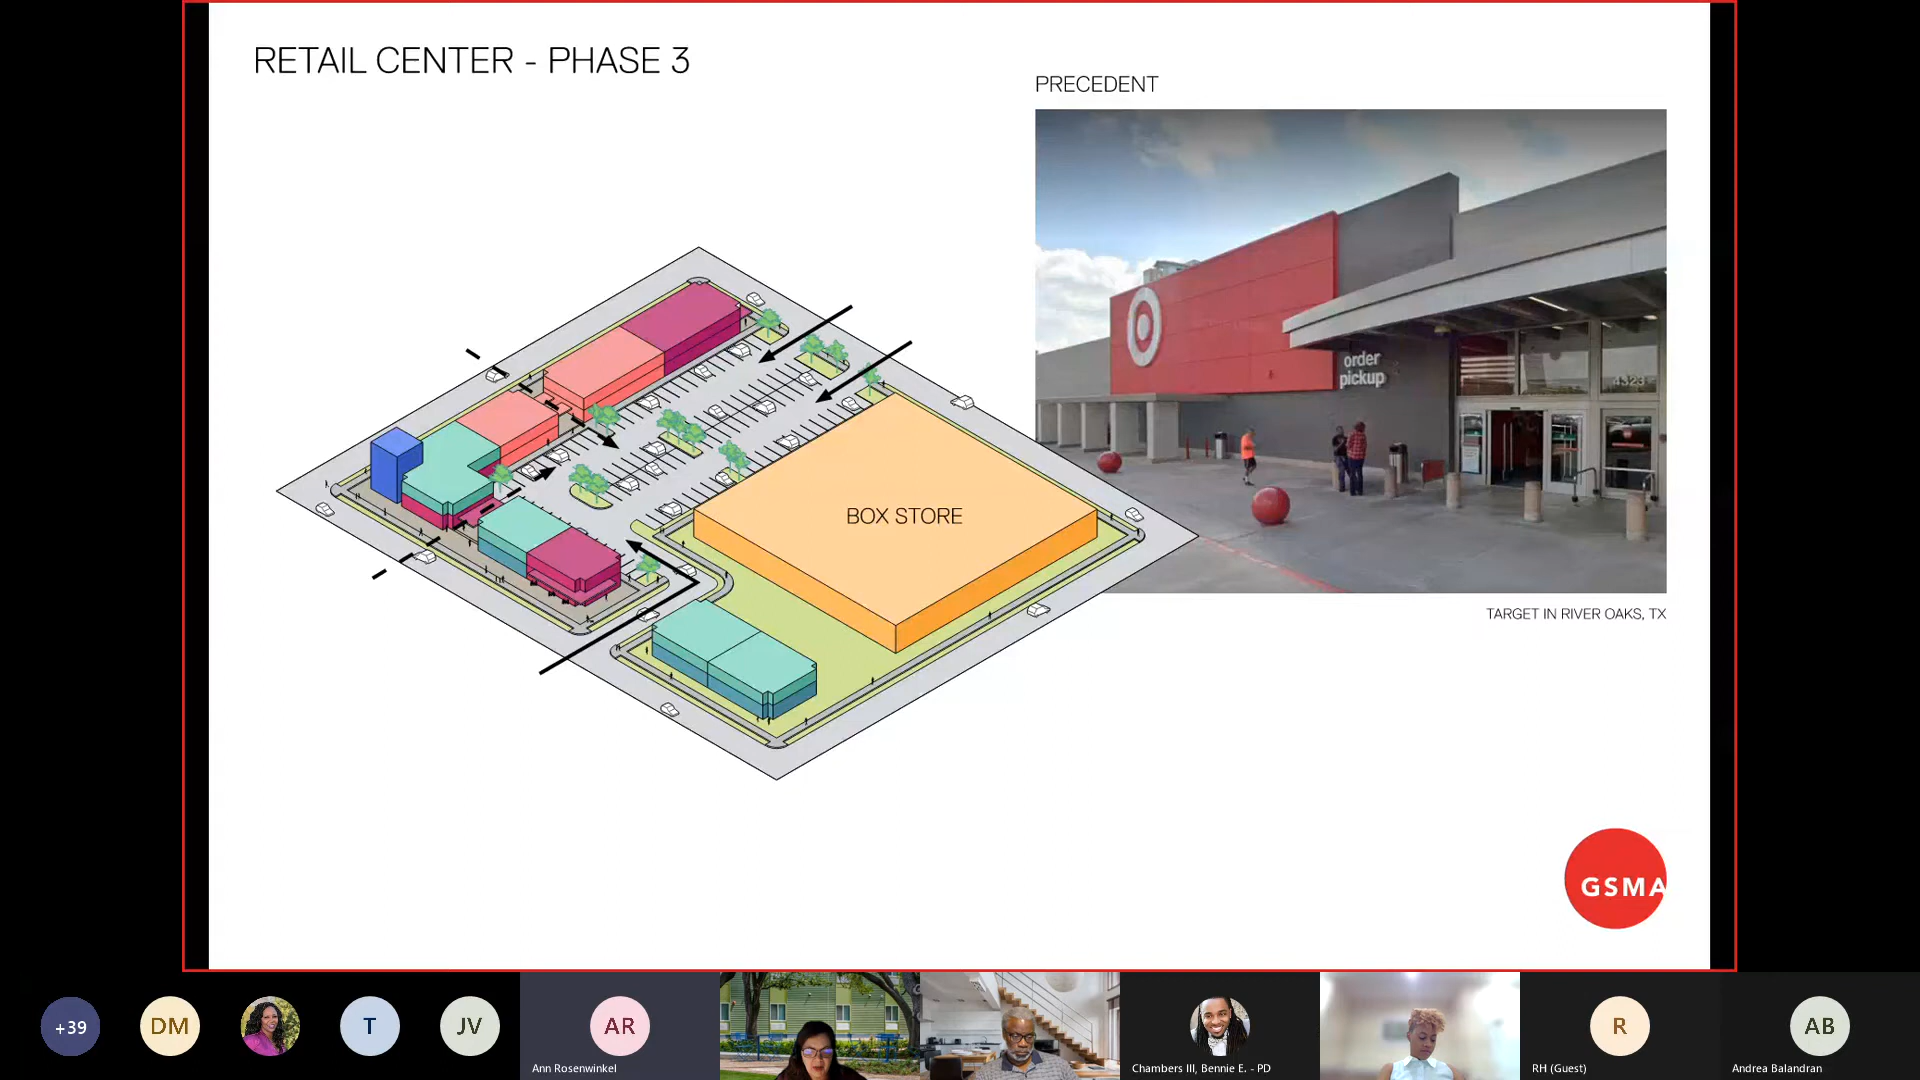 RETAIL CENTER - PHASE 3
PRECEDENT
order
pickup
4323
BOX STORE
TARGET IN RIVER OAKS, TX
GSMA
+39
DM
T
JV
AR
R
AB
Ann Rosenwinkel
Chambers III, Bennie E. - PD
RH (Guest)
Andrea Balandran